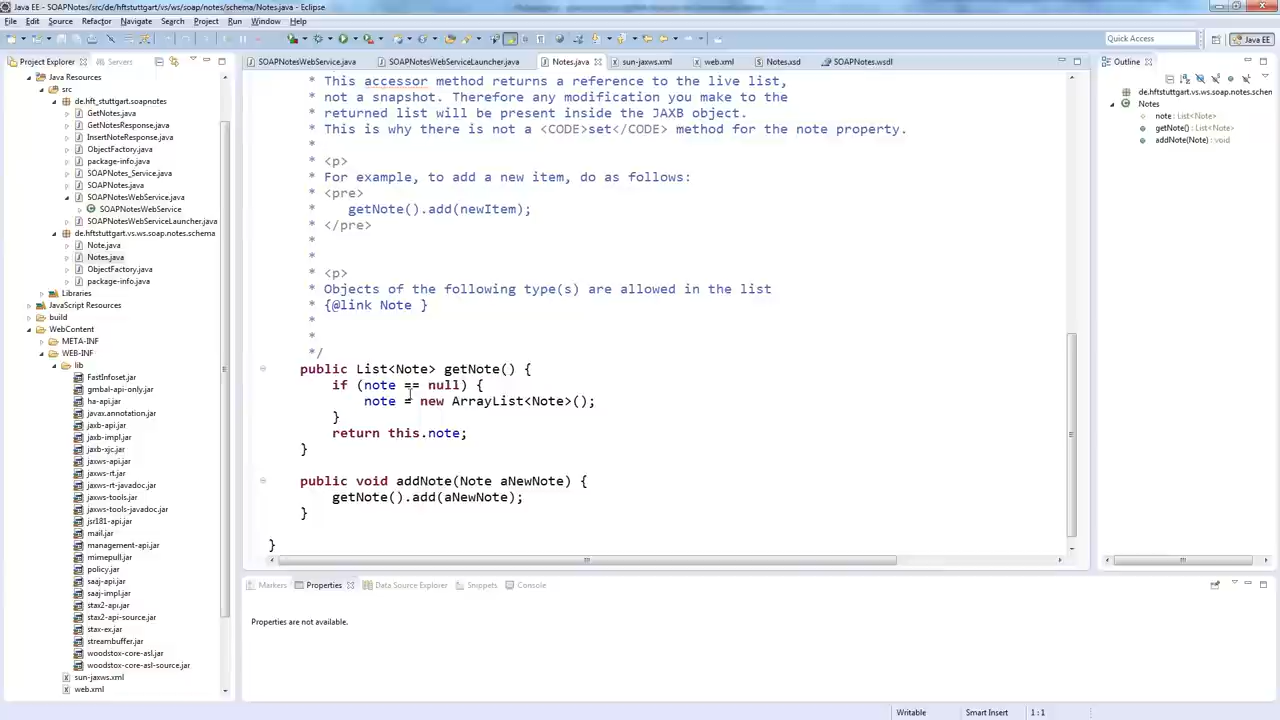 Java EE - SOAPNotes/src/de/hftstuttgart/vs/ws/soap/notes/schema/Notes.java - Eclipse
File Edit Source Refactor Navigate Search Project Run Window Help
Quick Access
Java EE
Project Explorer
Servers
SOAPNotesWebService.java
SOAPNotesWebServiceLauncher.java
Notes.java
sun-jaxws.xml
web.xml
Notes.xsd
SOAPNotes.wsdl
Outline
Java Resources
src
de.hft_stuttgart.soapnotes
GetNotes.java
GetNotesResponse.java
InsertNoteResponse.java
ObjectFactory.java
package-info.java
SOAPNotes_Service.java
SOAPNotes.java
SOAPNotesWebService.java
SOAPNotesWebService
SOAPNotesWebServiceLauncher.java
de.hftstuttgart.vs.ws.soap.notes.schema
Note.java
Notes.java
ObjectFactory.java
package-info.java
Libraries
JavaScript Resources
build
WebContent
META-INF
WEB-INF
lib
FastInfoset.jar
gmbal-api-only.jar
ha-api.jar
javax.annotation.jar
jaxb-api.jar
jaxb-impl.jar
jaxb-xjc.jar
jaxws-api.jar
jaxws-rt.jar
jaxws-rt-javadoc.jar
jaxws-tools.jar
jaxws-tools-javadoc.jar
jsr181-api.jar
mail.jar
management-api.jar
mimepull.jar
policy.jar
saaj-api.jar
saaj-impl.jar
stax2-api.jar
stax2-api-source.jar
stax-ex.jar
streambuffer.jar
woodstox-core-asl.jar
woodstox-core-asl-source.jar
sun-jaxws.xml
web.xml
* This accessor method returns a reference to the live list,
* not a snapshot. Therefore any modification you make to the
* returned list will be present inside the JAXB object.
* This is why there is not a <CODE>set</CODE> method for the note property.
*
* <p>
* For example, to add a new item, do as follows:
* <pre>
*    getNote().add(newItem);
* </pre>
*
*
* <p>
* Objects of the following type(s) are allowed in the list
* {@link Note }
*
*
*/
public List<Note> getNote() {
if (note == null) {
note = new ArrayList<Note>();
}
return this.note;
}
public void addNote(Note aNewNote) {
getNote().add(aNewNote);
}
}
de.hftstuttgart.vs.ws.soap.notes.schem
Notes
note : List<Note>
getNote() : List<Note>
addNote(Note) : void
Markers
Properties
Data Source Explorer
Snippets
Console
Properties are not available.
Writable
Smart Insert
1 : 1